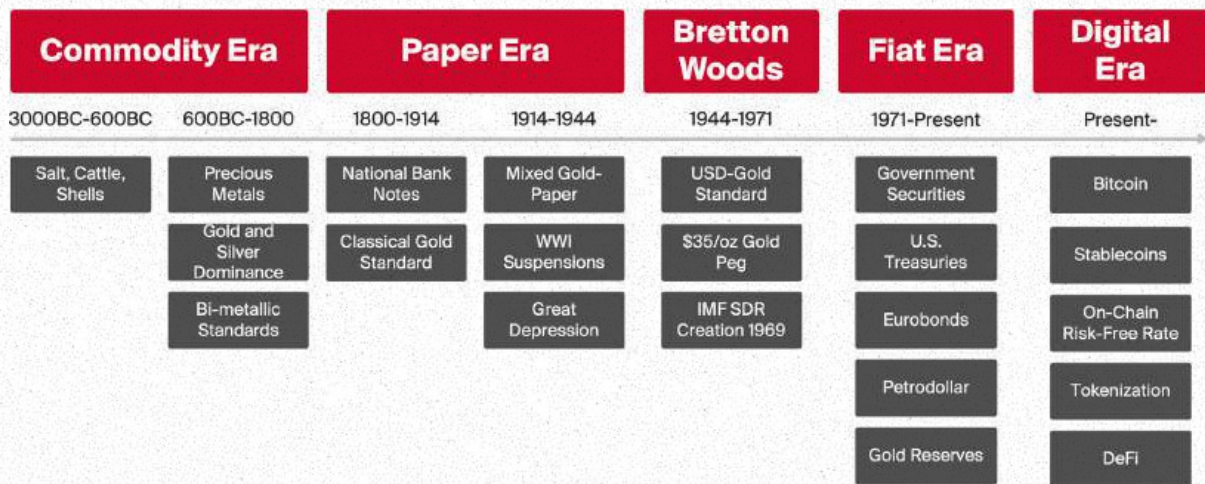 Commodity Era
Paper Era
Bretton
Woods
Fiat Era
Digital
Era
3000BC-600BC
600BC-1800
1800-1914
1914-1944
1944-1971
1971-Present
Present-
Salt, Cattle,
Shells
Precious
Metals
Gold and
Silver
Dominance
Bi-metallic
Standards
National Bank
Notes
Classical Gold
Standard
Mixed Gold-
Paper
WWI
Suspensions
Great
Depression
USD-Gold
Standard
$35/oz Gold
Peg
IMF SDR
Creation 1969
Government
Securities
U.S.
Treasuries
Eurobonds
Petrodollar
Gold Reserves
Bitcoin
Stablecoins
On-Chain
Risk-Free Rate
Tokenization
DeFi